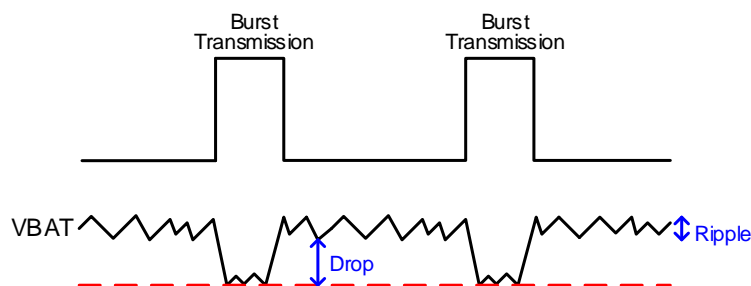 Burst
Transmission
Burst
Transmission
VBAT
Ripple
Drop